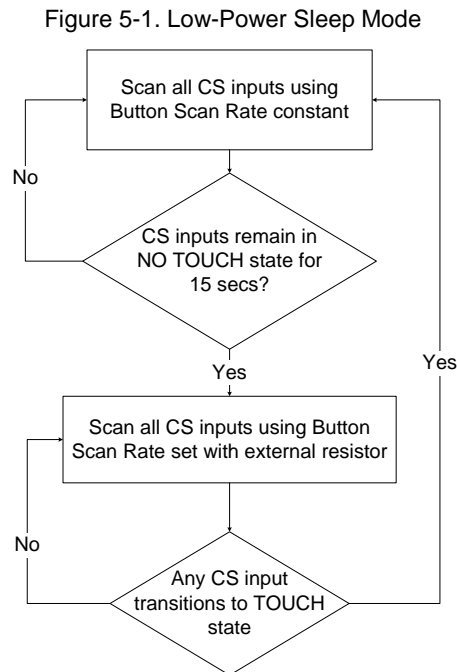 Figure 5-1. Low-Power Sleep Mode
Scan all CS inputs using
Button Scan Rate constant
No
CS inputs remain in
NO TOUCH state for
15 secs?
Yes
Yes
Scan all CS inputs using Button
Scan Rate set with external resistor
No
Any CS input
transitions to TOUCH
state